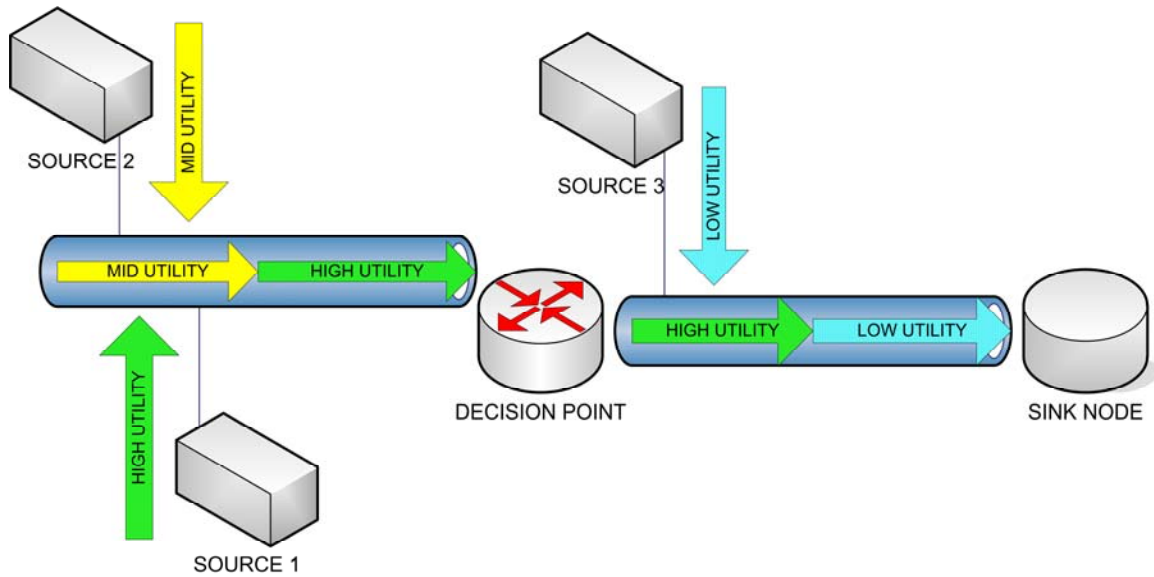 SOURCE 2
MID UTILITY
MID UTILITY
HIGH UTILITY
HIGH UTILITY
SOURCE 1
DECISION POINT
SOURCE 3
LOW UTILITY
HIGH UTILITY
LOW UTILITY
SINK NODE